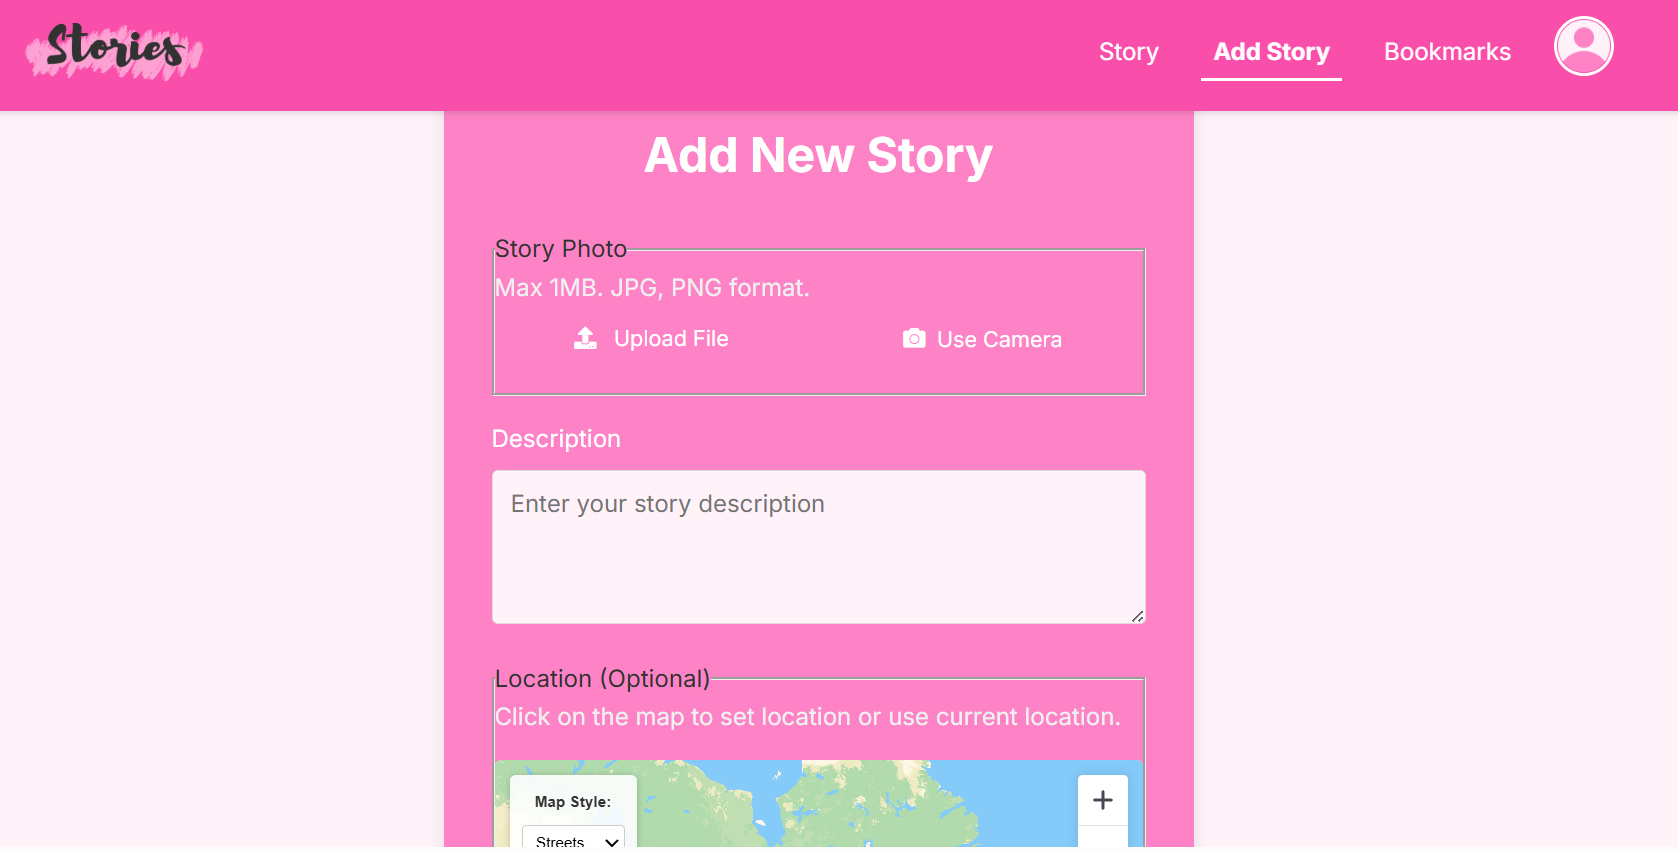 Stories
Story
Add Story
Bookmarks
Add New Story
Story Photo
Max 1MB. JPG, PNG format.
Upload File
Use Camera
Description
Enter your story description
Location (Optional)
Click on the map to set location or use current location.
Map Style:
+
Streets